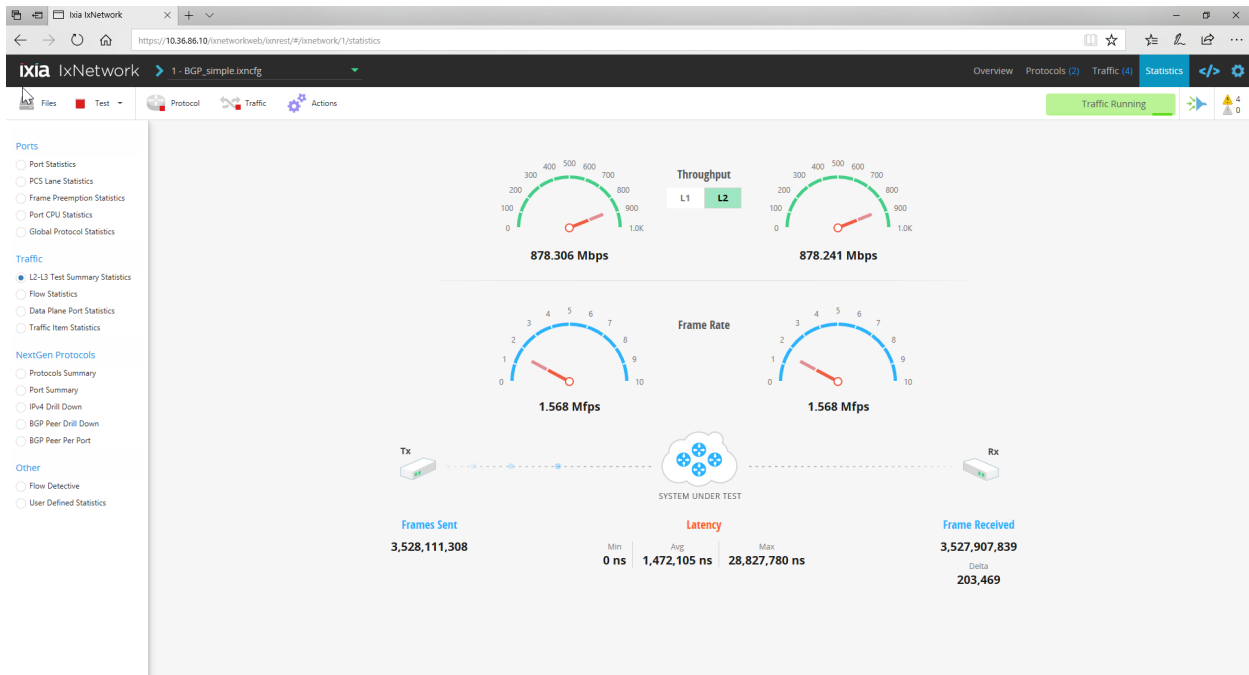 Ixia IxNetwork
https://10.36.86.10/ixnetworkweb/ixnrest/#/ixnetwork/1/statistics
ixia IxNetwork 1 - BGP_simple.ixncfg Overview Protocols (2) Traffic (4) Statistics </>
Files Test Protocol Traffic Actions Traffic Running 4
0
Ports
Port Statistics
PCS Lane Statistics
Frame Preemption Statistics
Port CPU Statistics
Global Protocol Statistics
Traffic
L2-L3 Test Summary Statistics
Flow Statistics
Data Plane Port Statistics
Traffic Item Statistics
NextGen Protocols
Protocols Summary
Port Summary
IPv4 Drill Down
BGP Peer Drill Down
BGP Peer Per Port
Other
Flow Detective
User Defined Statistics
0 100 200 300 400 500 600 700 800 900 1.0K
878.306 Mbps
Throughput
L1 L2
0 100 200 300 400 500 600 700 800 900 1.0K
878.241 Mbps
0 1 2 3 4 5 6 7 8 9 10
1.568 Mfps
Frame Rate
0 1 2 3 4 5 6 7 8 9 10
1.568 Mfps
Tx
SYSTEM UNDER TEST
Rx
Frames Sent
3,528,111,308
Latency
Min Avg Max
0 ns 1,472,105 ns 28,827,780 ns
Frame Received
3,527,907,839
Delta
203,469